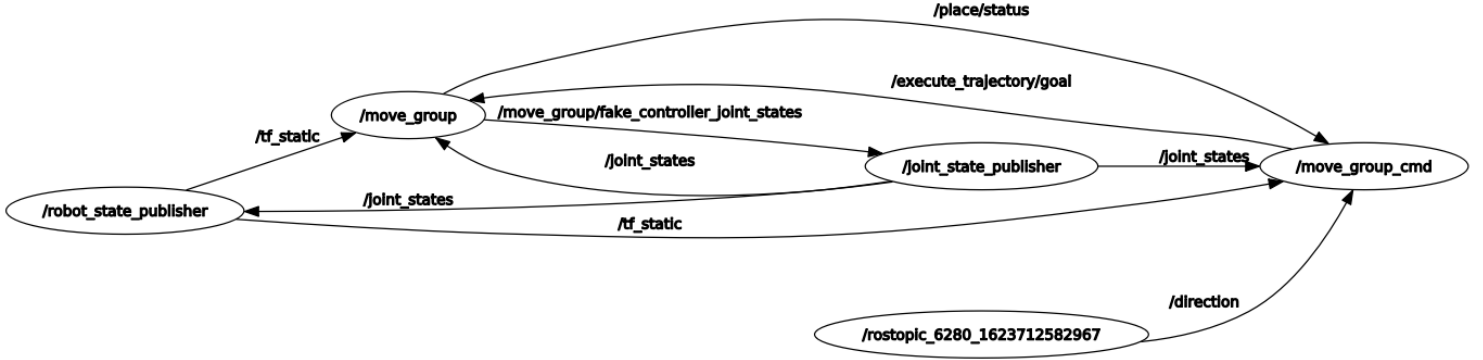 /place/status
/execute_trajectory/goal
/move_group
/move_group/fake_controller_joint_states
/tf_static
/joint_states
/joint_states
/joint_state_publisher
/move_group_cmd
/joint_states
/robot_state_publisher
/tf_static
/direction
/rostopic_6280_1623712582967